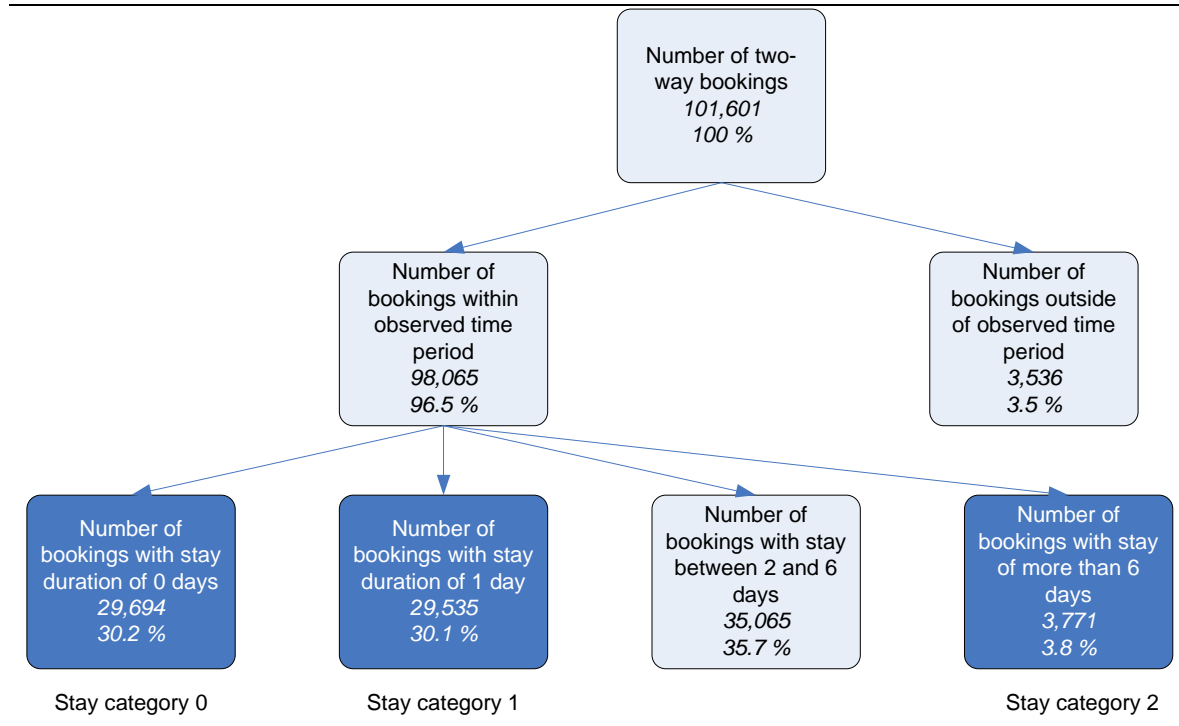 Number of two-
way bookings
101,601
100 %
Number of
bookings within
observed time
period
98,065
96.5 %
Number of
bookings outside
of observed time
period
3,536
3.5 %
Number of
bookings with stay
duration of 0 days
29,694
30.2 %
Number of
bookings with stay
duration of 1 day
29,535
30.1 %
Number of
bookings with stay
between 2 and 6
days
35,065
35.7 %
Number of
bookings with stay
of more than 6
days
3,771
3.8 %
Stay category 0
Stay category 1
Stay category 2